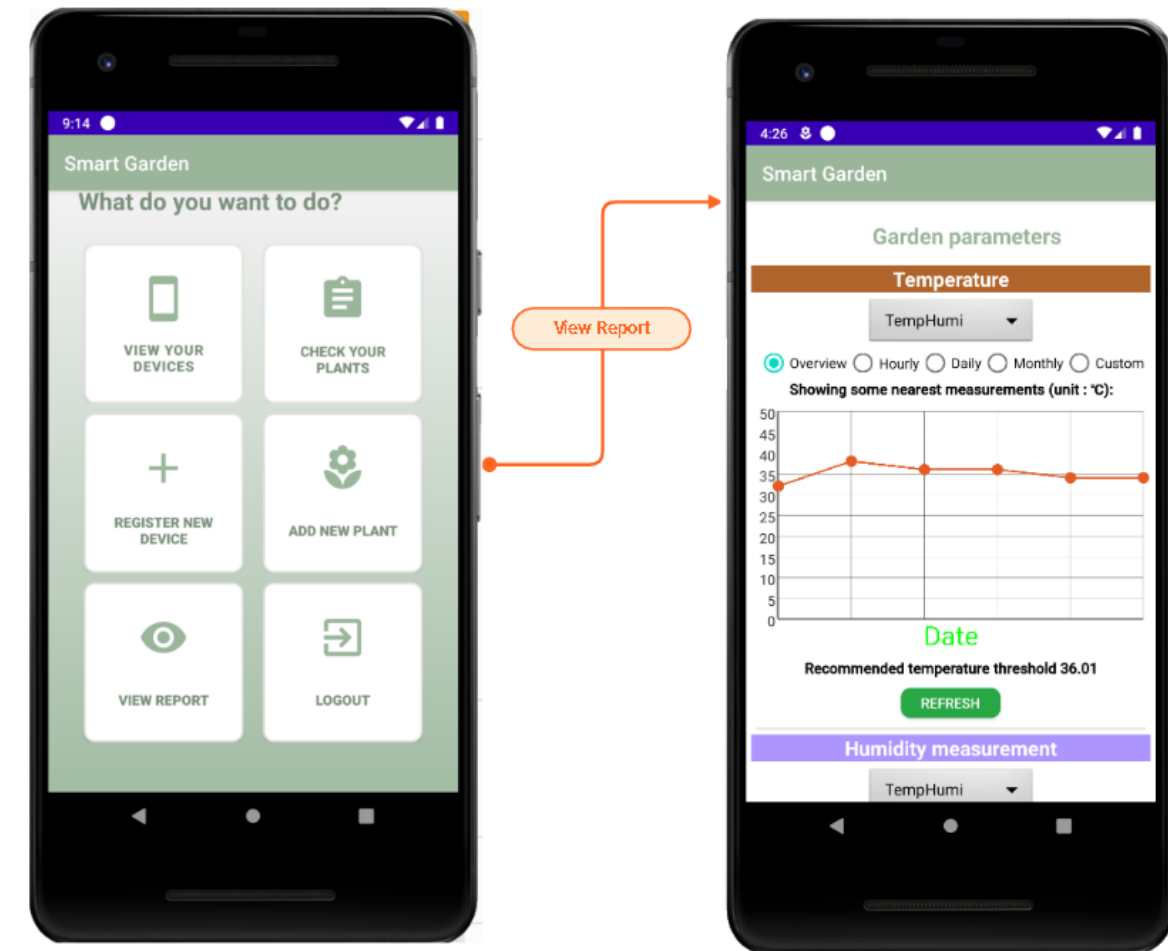 9:14
Smart Garden
What do you want to do?
VIEW YOUR
DEVICES
CHECK YOUR
PLANTS
REGISTER NEW
DEVICE
ADD NEW PLANT
VIEW REPORT
LOGOUT
View Report
4:26
Smart Garden
Garden parameters
Temperature
TempHumi
Overview Hourly Daily Monthly Custom
Showing some nearest measurements (unit : °C):
50
45
40
35
30
25
20
15
10
5
0
Date
Recommended temperature threshold 36.01
REFRESH
Humidity measurement
TempHumi